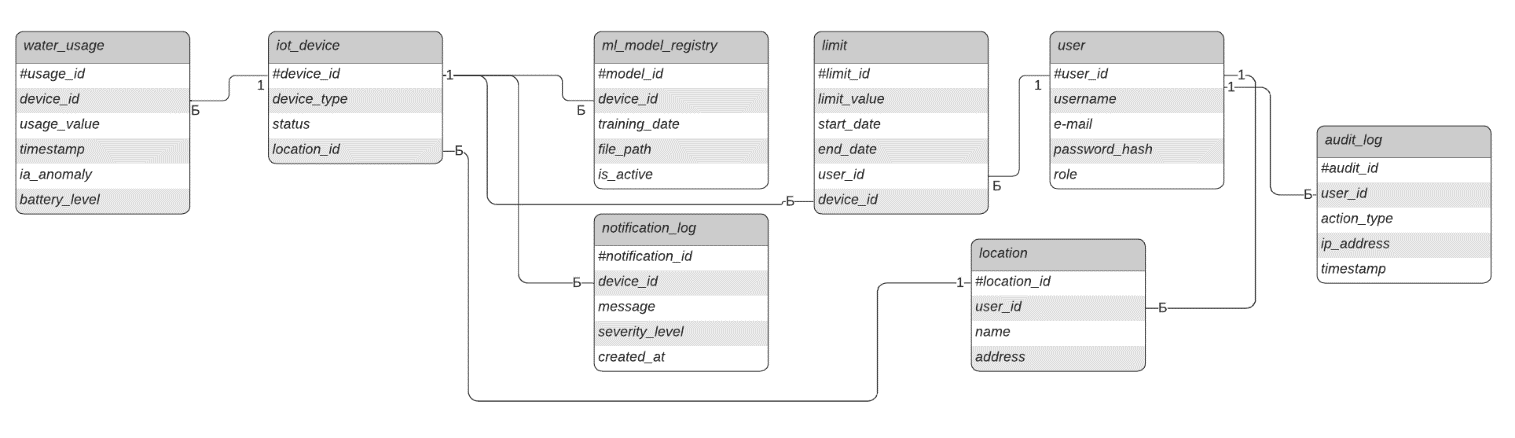 water_usage
#usage_id
device_id
usage_value
timestamp
ia_anomaly
battery_level
Б
1
iot_device
#device_id
device_type
status
location_id
1
Б
ml_model_registry
#model_id
device_id
training_date
file_path
is_active
Б
notification_log
#notification_id
device_id
message
severity_level
created_at
Б
limit
#limit_id
limit_value
start_date
end_date
user_id
device_id
Б
Б
1
user
#user_id
username
e-mail
password_hash
role
1
1
location
#location_id
user_id
name
address
1
Б
audit_log
#audit_id
user_id
action_type
ip_address
timestamp
Б